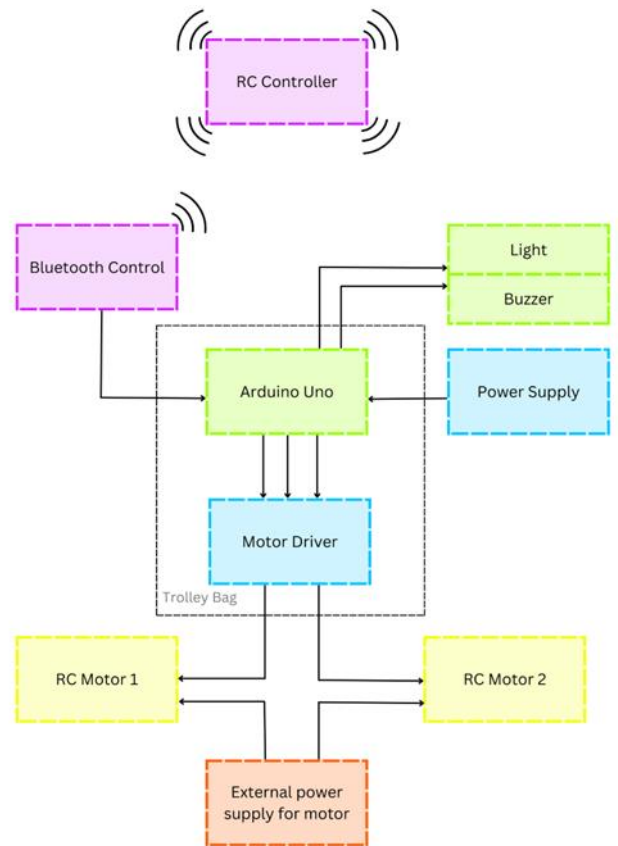 RC Controller
Bluetooth Control
Light
Buzzer
Arduino Uno
Power Supply
Motor Driver
Trolley Bag
RC Motor 1
RC Motor 2
External power
supply for motor